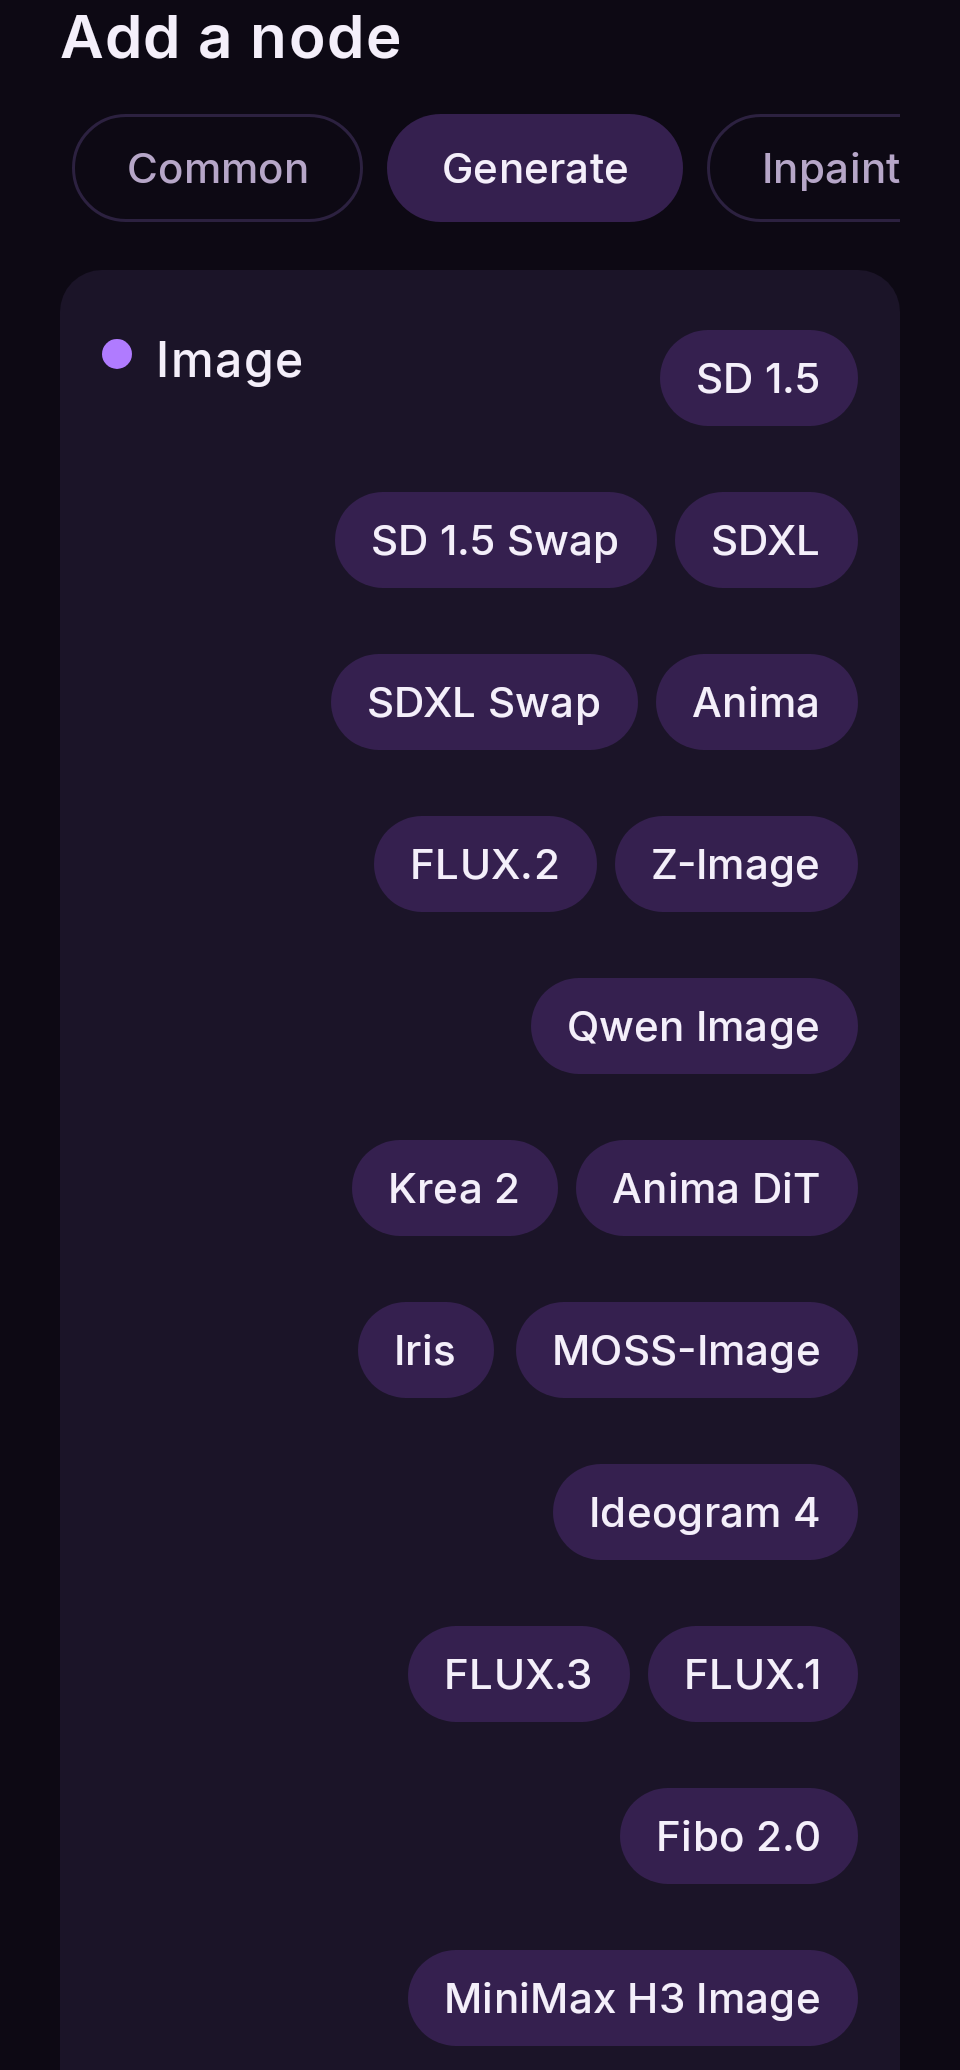 Add a node
Common Generate Inpaint
Image SD 1.5
SD 1.5 Swap SDXL
SDXL Swap Anima
FLUX.2 Z-Image
Qwen Image
Krea 2 Anima DiT
Iris MOSS-Image
Ideogram 4
FLUX.3 FLUX.1
Fibo 2.0
MiniMax H3 Image